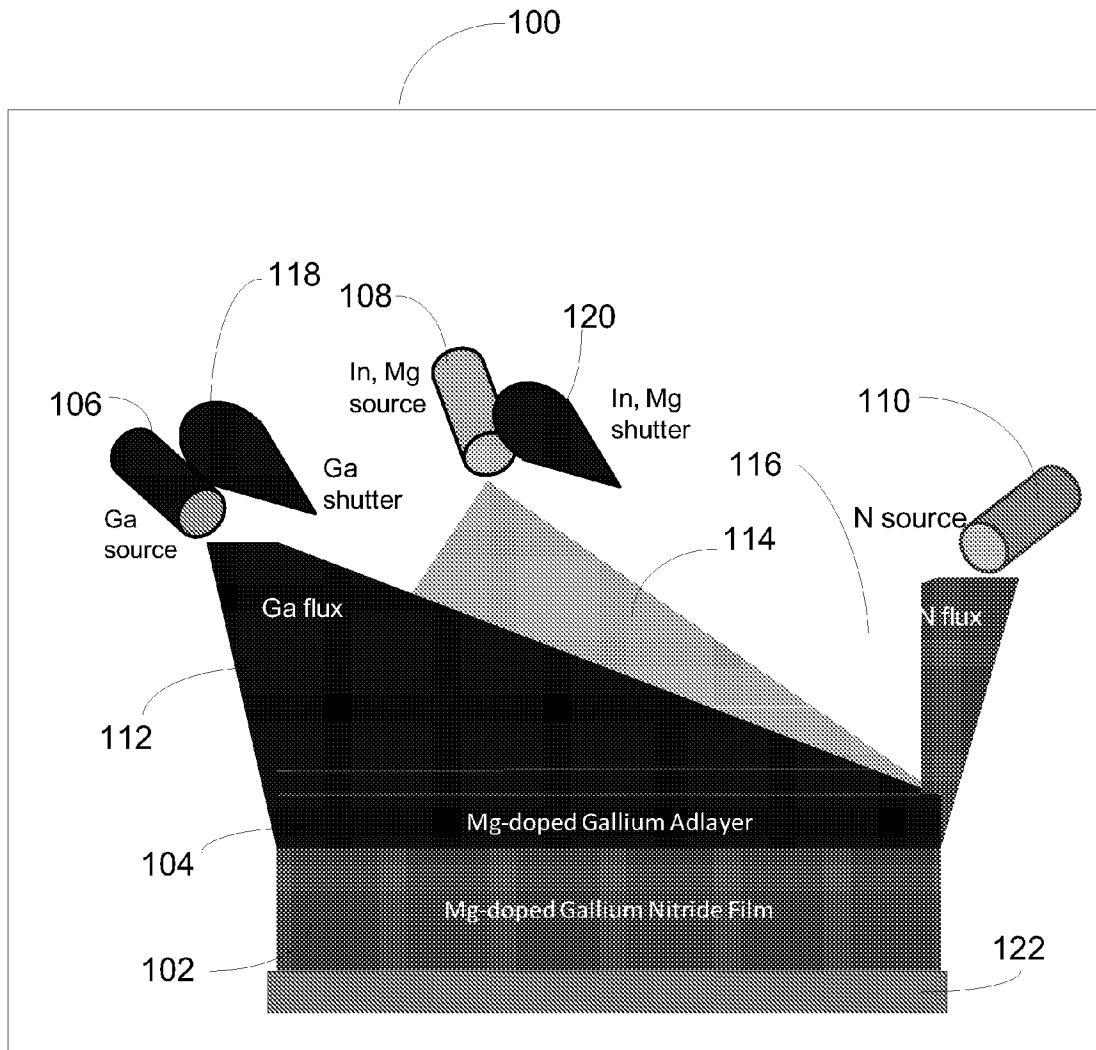 100
118
108
120
In, Mg
source
106
In, Mg
shutter
110
Ga
shutter
116
Ga
source
N source
114
Ga flux
N flux
112
Mg-doped Gallium Adlayer
104
Mg-doped Gallium Nitride Film
102
122